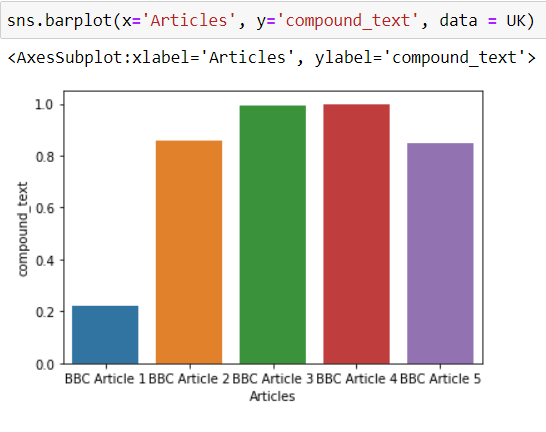 sns.barplot(x='Articles', y='compound_text', data = UK)
<AxesSubplot:xlabel='Articles', ylabel='compound_text'>
1.0
0.8
0.6
0.4
0.2
0.0
compound_text
BBC Article 1 BBC Article 2 BBC Article 3 BBC Article 4 BBC Article 5
Articles